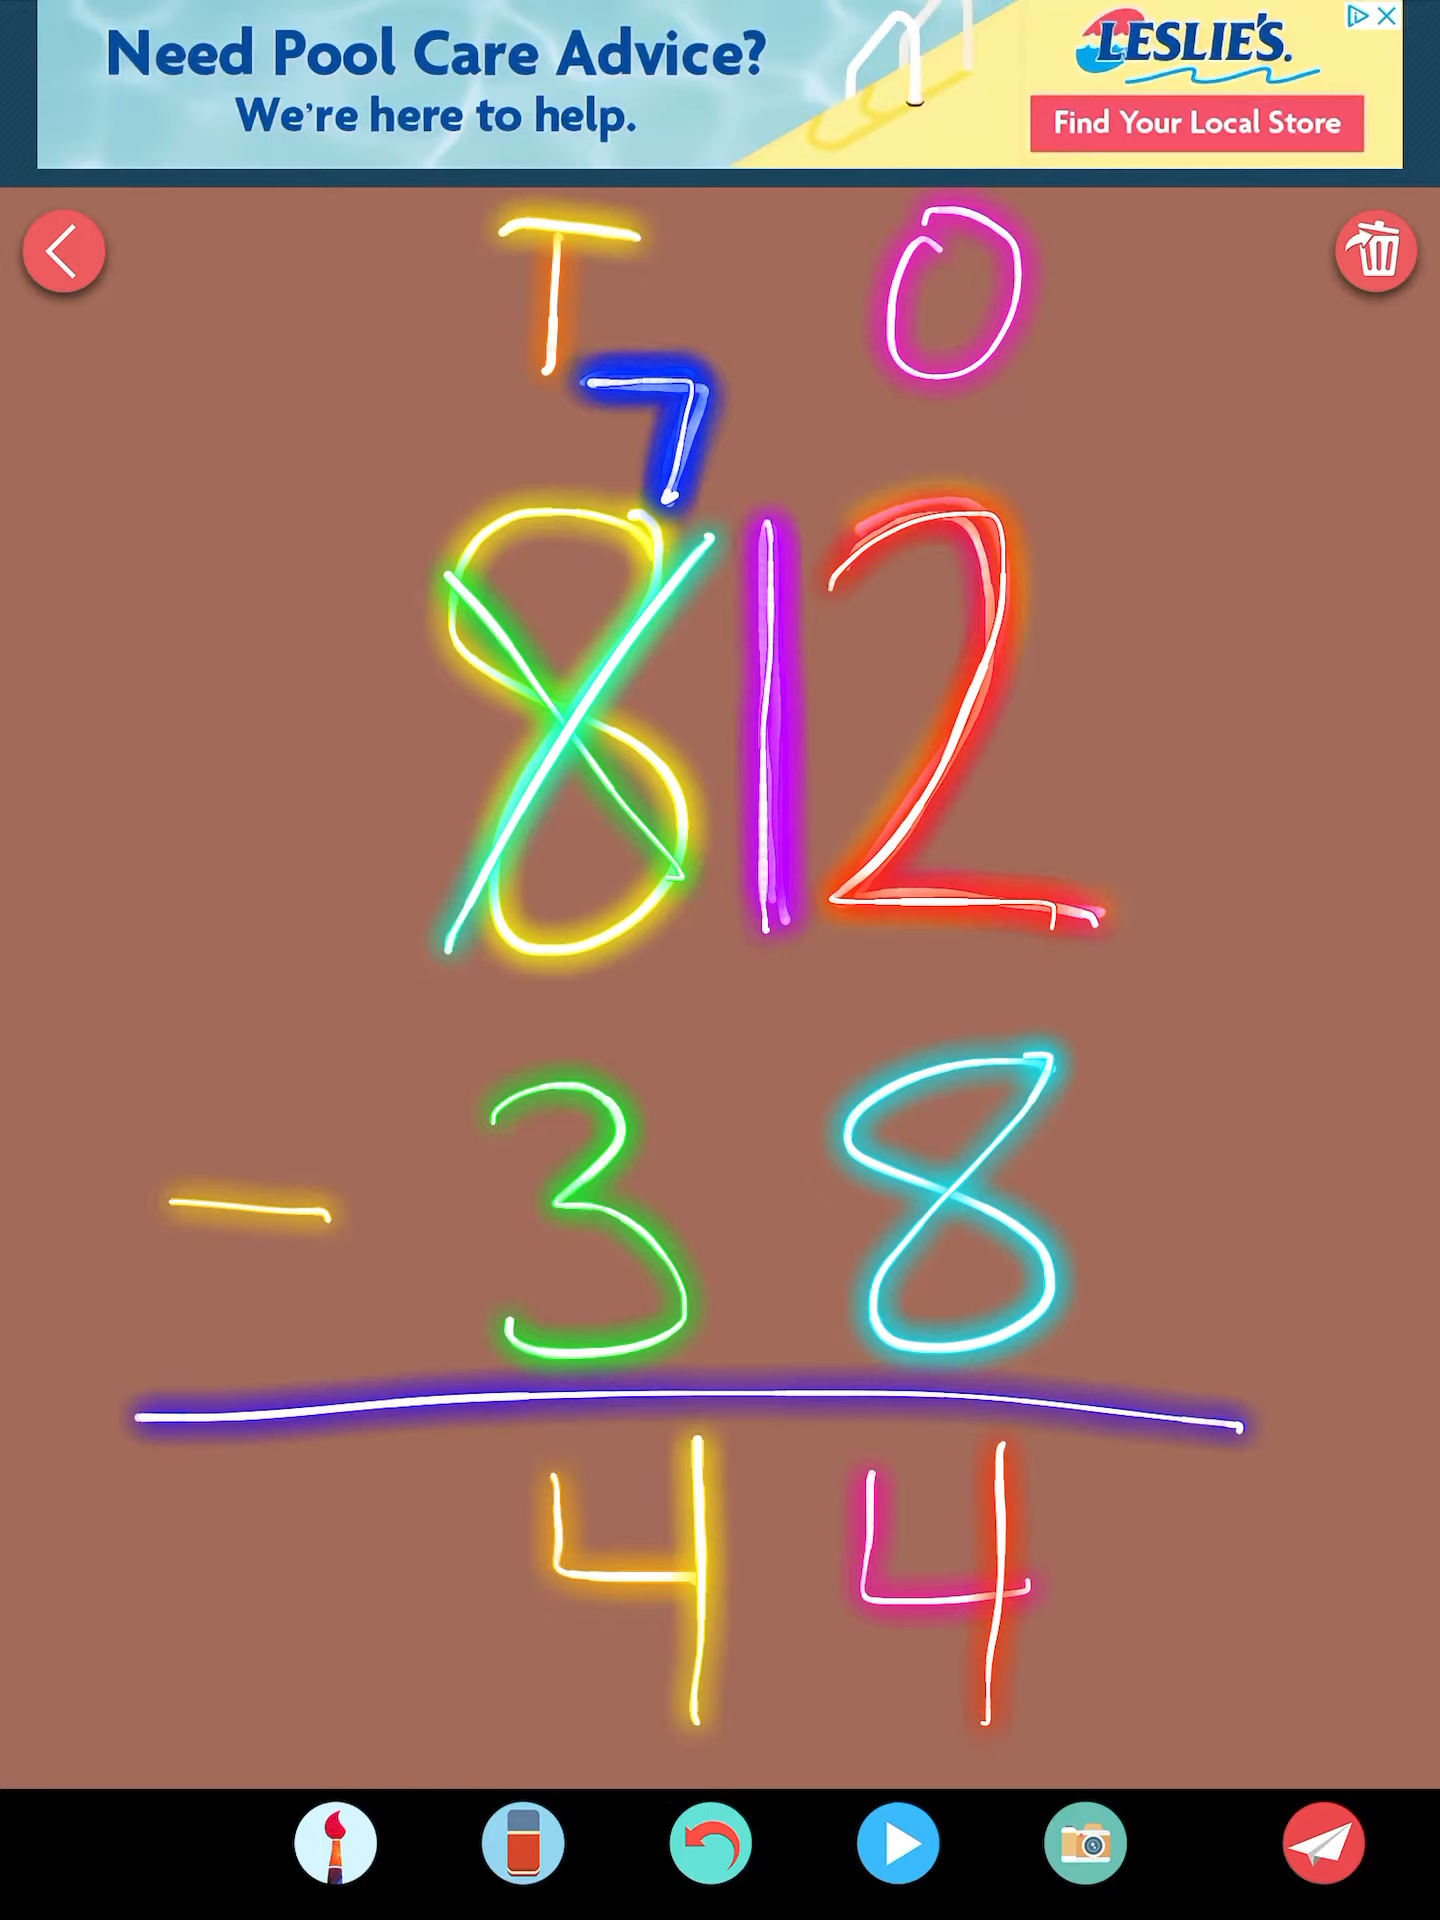 Need Pool Care Advice?
We're here to help.
LESLIE'S.
Find Your Local Store
T O
7
812
- 38
44